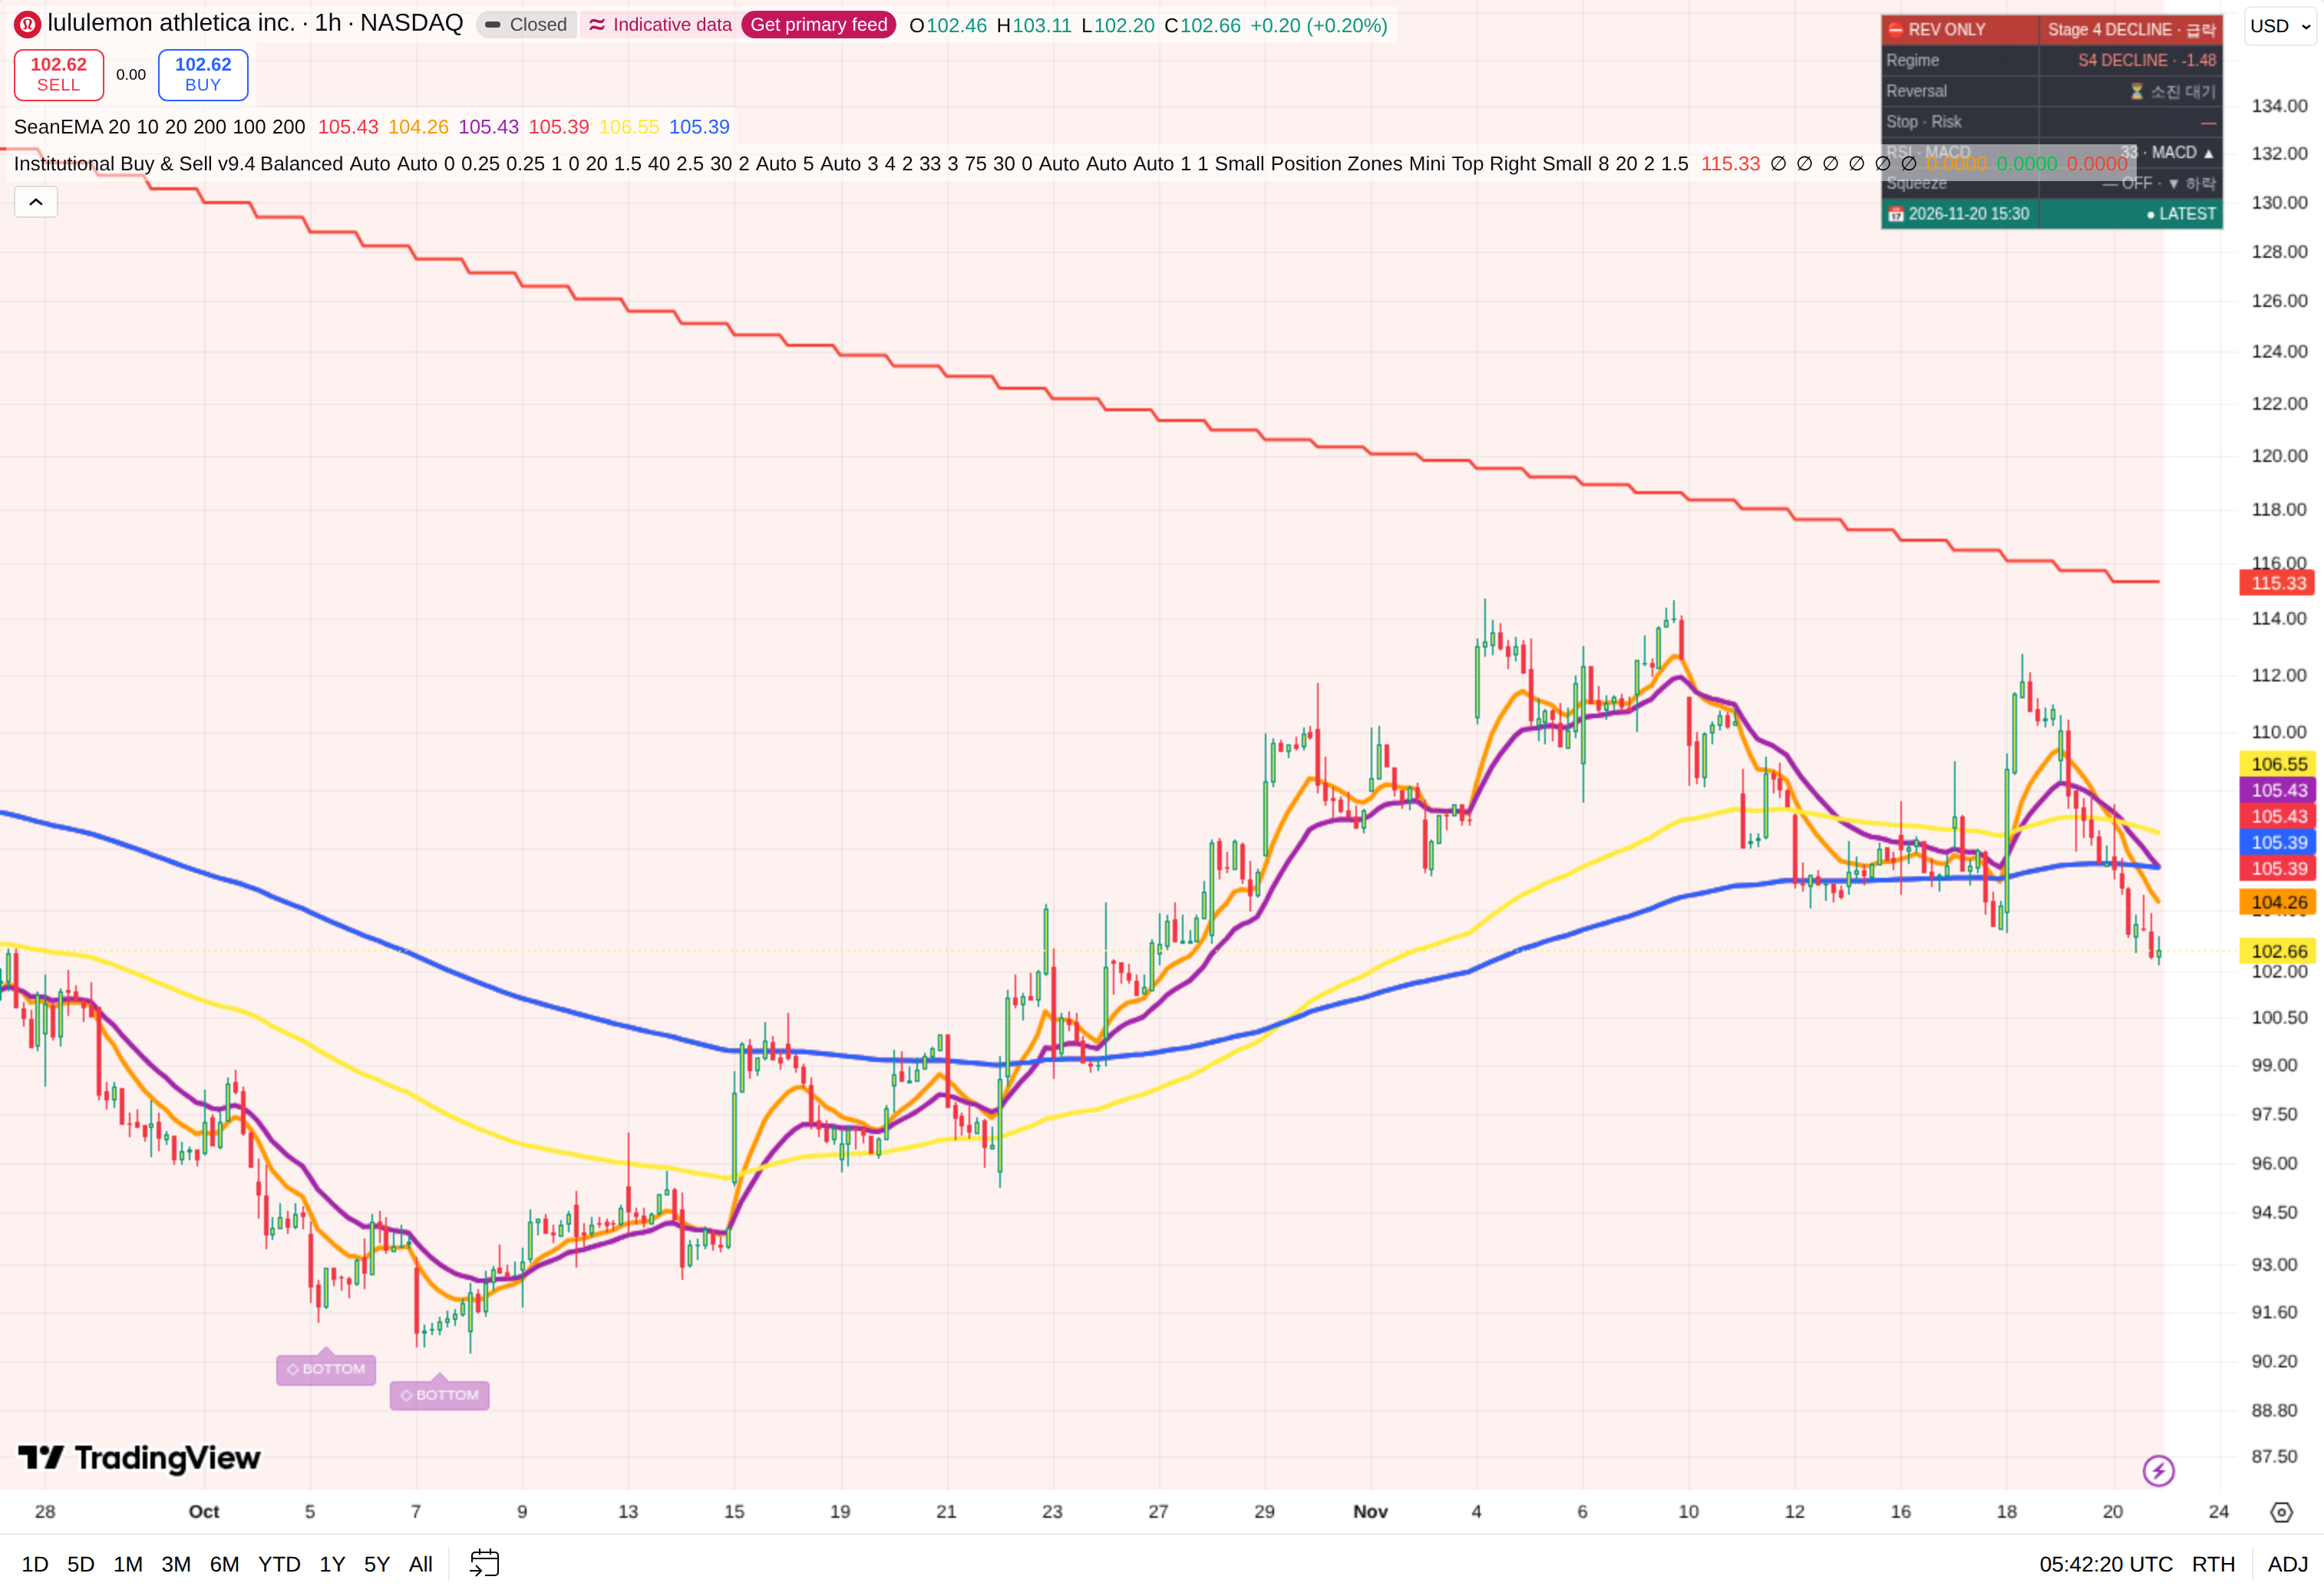 lululemon athletica inc. · 1h · NASDAQ Closed Indicative data Get primary feed O102.46 H103.11 L102.20 C102.66 +0.20 (+0.20%)
102.62 SELL 0.00 102.62 BUY
SeanEMA 20 10 20 200 100 200 105.43 104.26 105.43 105.39 106.55 105.39
Institutional Buy & Sell v9.4 Balanced Auto Auto 0 0.25 0.25 1 0 20 1.5 40 2.5 30 2 Auto 5 Auto 3 4 2 33 3 75 30 0 Auto Auto Auto 1 1 Small Position Zones Mini Top Right Small 8 20 2 1.5 115.33 ∅ ∅ ∅ ∅ ∅ ∅ 0.0000 0.0000 0.0000
⛔ REV ONLY Stage 4 DECLINE · 급락
Regime S4 DECLINE · -1.48
Reversal ⏳ 소진 대기
Stop · Risk —
RSI · MACD 33 · MACD ▲
Squeeze — OFF · ▼ 하락
📅 2026-11-20 15:30 ● LATEST
USD
134.00
132.00
130.00
128.00
126.00
124.00
122.00
120.00
118.00
116.00
115.33
114.00
112.00
110.00
106.55
105.43
105.43
105.39
105.39
104.26
102.66
102.00
100.50
99.00
97.50
96.00
94.50
93.00
91.60
90.20
88.80
87.50
◇ BOTTOM
◇ BOTTOM
TradingView
28 Oct 5 7 9 13 15 19 21 23 27 29 Nov 4 6 10 12 16 18 20 24
1D 5D 1M 3M 6M YTD 1Y 5Y All 05:42:20 UTC RTH ADJ